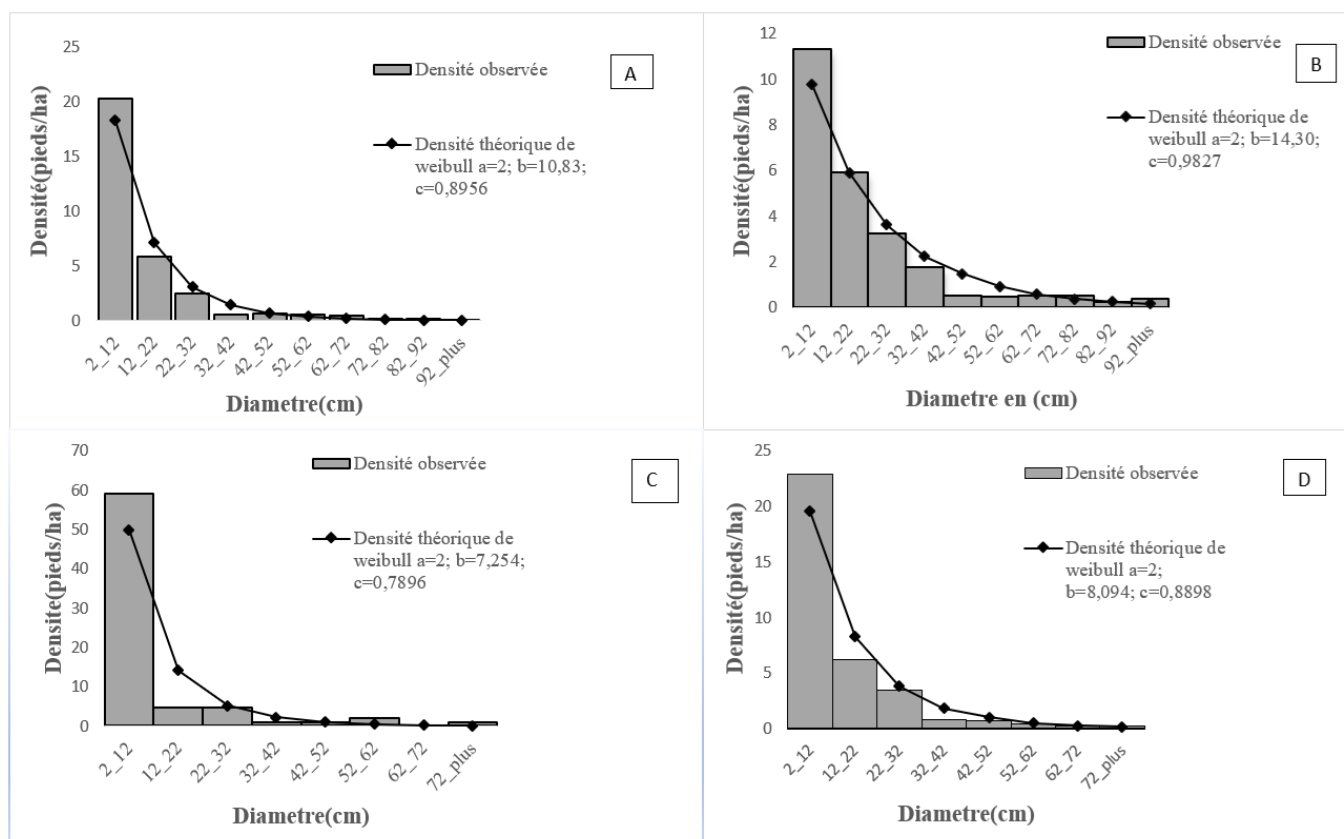 25
20
15
10
5
0
Densité(pieds/ha)
Densité observée
A
Densité théorique de
weibull a=2; b=10,83;
c=0,8956
2_12
12_22
22_32
32_42
42_52
52_62
62_72
72_82
82_92
92_plus
Diametre(cm)
12
10
8
6
4
2
0
Densité(pieds/ha)
Densité observée
B
Densité théorique de
weibull a=2; b=14,30;
c=0,9827
2_12
12_22
22_32
32_42
42_52
52_62
62_72
72_82
82_92
92_plus
Diametre en (cm)
70
60
50
40
30
20
10
0
Densité(pieds/ha)
Densité observée
C
Densité théorique de
weibull a=2; b=7,254;
c=0,7896
2_12
12_22
22_32
32_42
42_52
52_62
62_72
72_plus
Diametre(cm)
25
20
15
10
5
0
Densité(pieds/ha)
Densité observée
D
Densité théorique de
weibull a=2;
b=8,094; c=0,8898
2_12
12_22
22_32
32_42
42_52
52_62
62_72
72_plus
Diametre(cm)